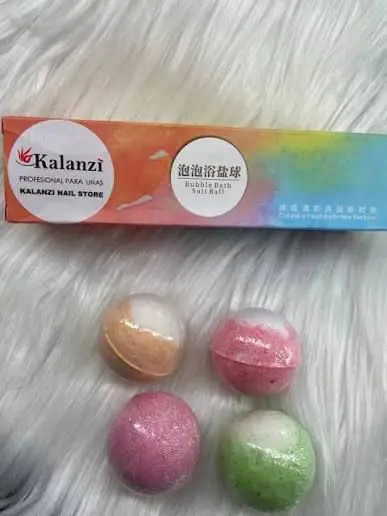 Kalanzi
PROFESIONAL PARA UÑAS
KALANZI NAIL STORE
泡泡浴盐球
Bubble Bath
Salt Ball